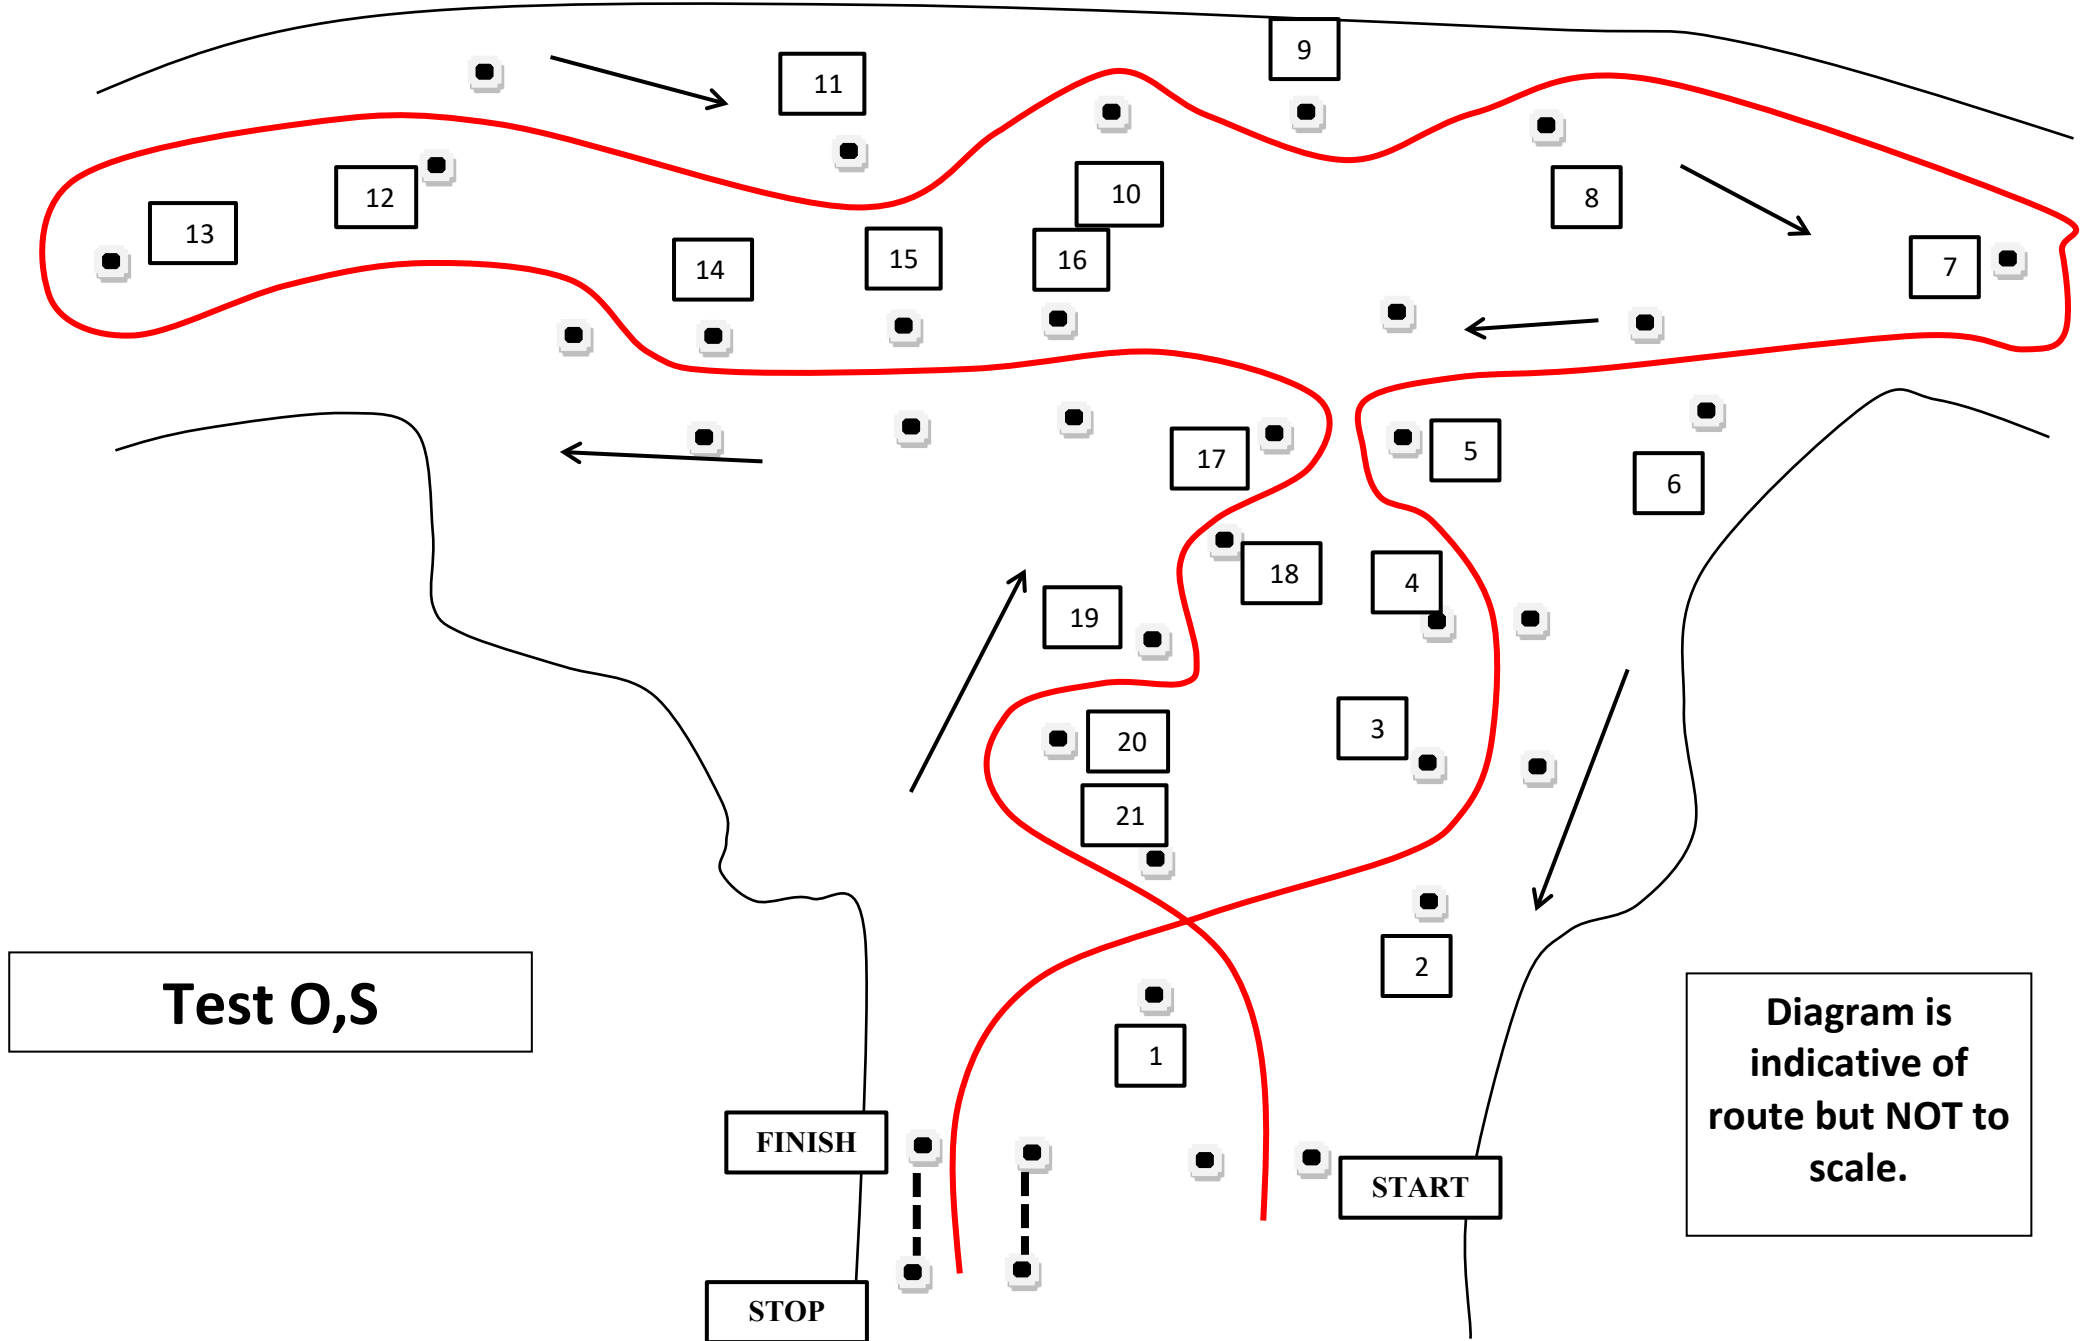 9
11
12
10
8
13
14
15
16
7
17
5
6
18
4
19
3
20
21
2
Test O,S
Diagram is
indicative of
route but NOT to
scale.
1
FINISH
START
STOP